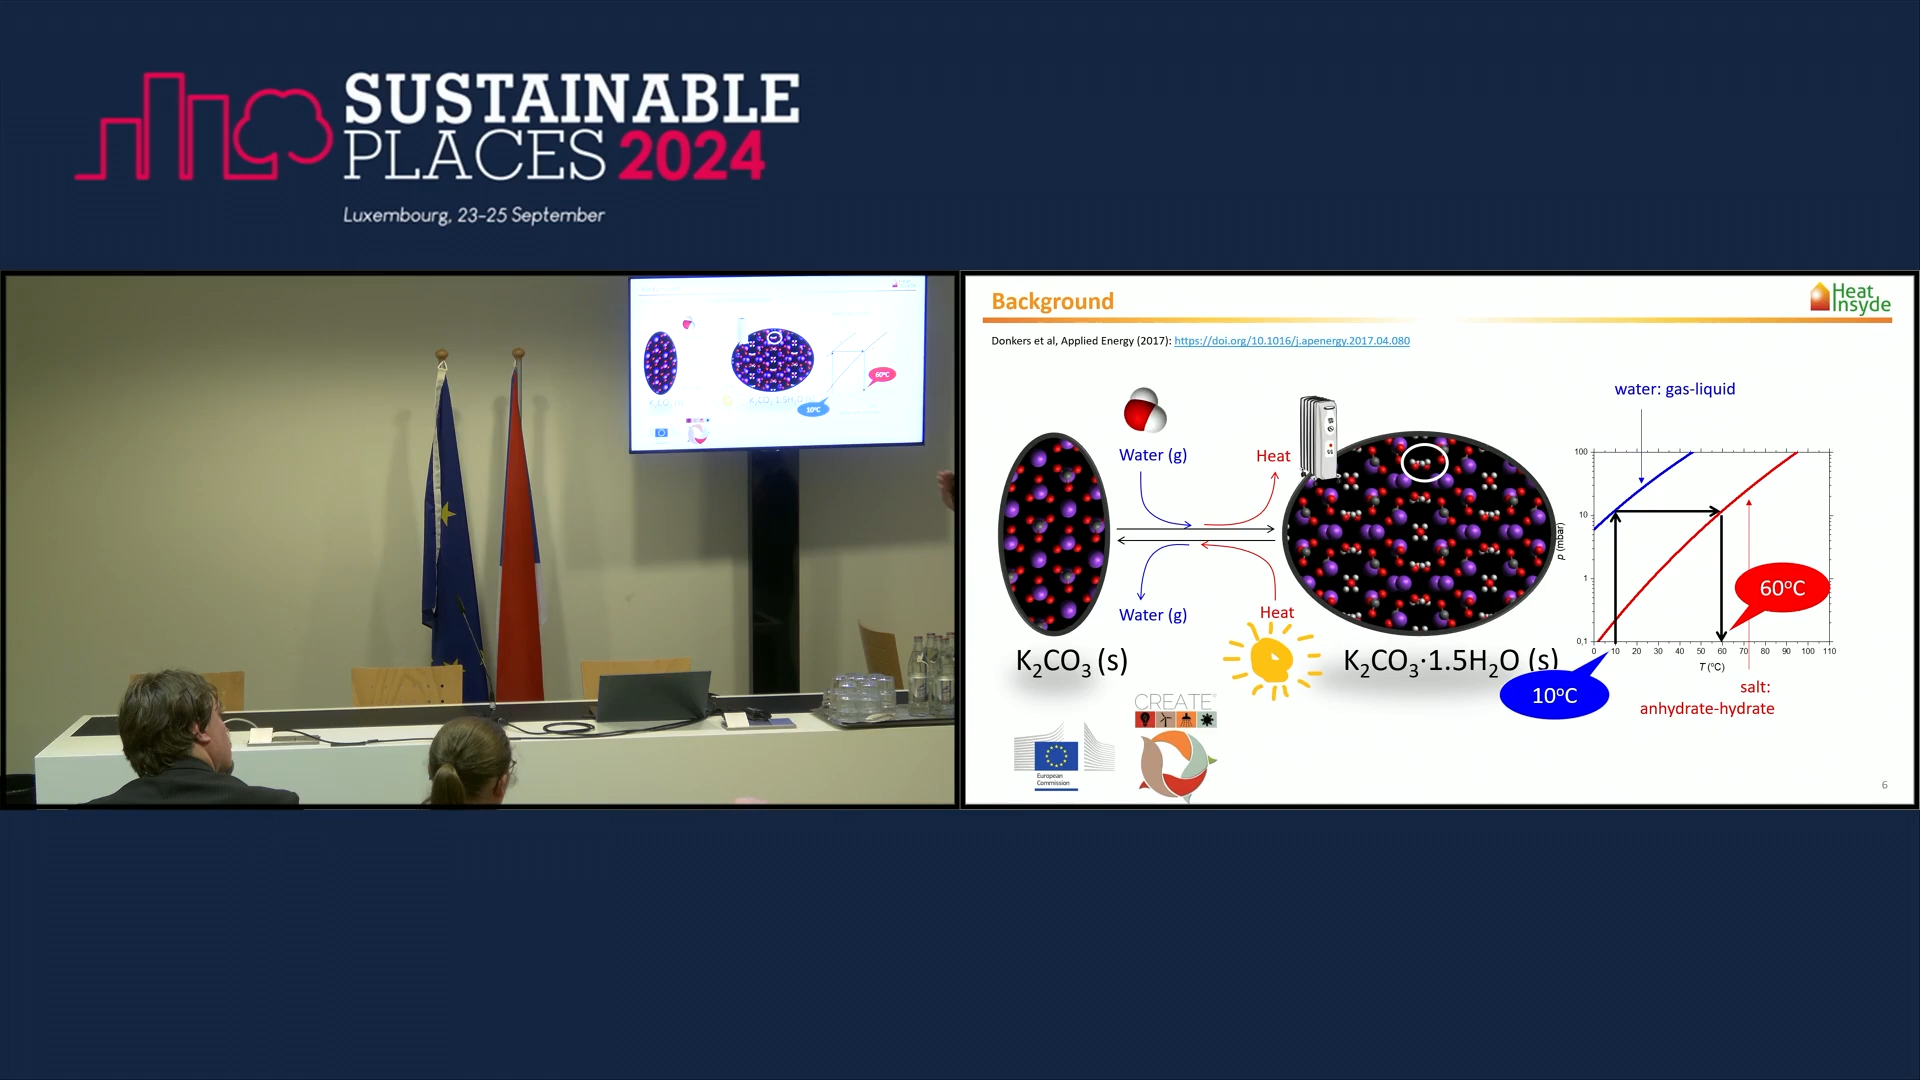 SUSTAINABLE
PLACES 2024
Luxembourg, 23-25 September
60°C
10°C
Background
Heat
Insyde
Donkers et al, Applied Energy (2017): https://doi.org/10.1016/j.apenergy.2017.04.080
water: gas-liquid
Water (g)
Heat
100
10
p (mbar)
1
60°C
Water (g)
Heat
0,1
0 10 20 30 40 50 60 70 80 90 100 110
T (°C)
K₂CO₃ (s)
K₂CO₃·1.5H₂O (s)
10°C
salt:
anhydrate-hydrate
CREATE
European
Commission
6